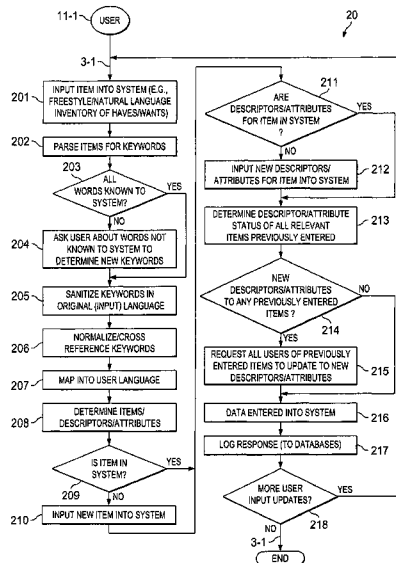 11-1
USER
20
3-1
201
INPUT ITEM INTO SYSTEM (E.G.,
FREESTYLE/NATURAL LANGUAGE
INVENTORY OF HAVES/WANTS)
202
PARSE ITEMS FOR KEYWORDS
203
ALL
WORDS KNOWN TO
SYSTEM?
YES
NO
204
ASK USER ABOUT WORDS NOT
KNOWN TO SYSTEM TO
DETERMINE NEW KEYWORDS
205
SANITIZE KEYWORDS IN
ORIGINAL (INPUT) LANGUAGE
206
NORMALIZE/CROSS
REFERENCE KEYWORDS
207
MAP INTO USER LANGUAGE
208
DETERMINE ITEMS/
DESCRIPTORS/ATTRIBUTES
IS ITEM IN
SYSTEM?
YES
209
NO
210
INPUT NEW ITEM INTO SYSTEM
211
ARE
DESCRIPTORS/ATTRIBUTES
FOR ITEM IN SYSTEM
?
YES
NO
INPUT NEW DESCRIPTORS/
ATTRIBUTES FOR ITEM INTO SYSTEM
212
DETERMINE DESCRIPTOR/ATTRIBUTE
STATUS OF ALL RELEVANT
ITEMS PREVIOUSLY ENTERED
213
NEW
DESCRIPTORS/ATTRIBUTES
TO ANY PREVIOUSLY ENTERED
ITEMS ?
NO
214
YES
REQUEST ALL USERS OF PREVIOUSLY
ENTERED ITEMS TO UPDATE TO NEW
DESCRIPTORS/ATTRIBUTES
215
DATA ENTERED INTO SYSTEM
216
LOG RESPONSE (TO DATABASES)
217
MORE USER
INPUT UPDATES?
YES
218
NO
3-1
END